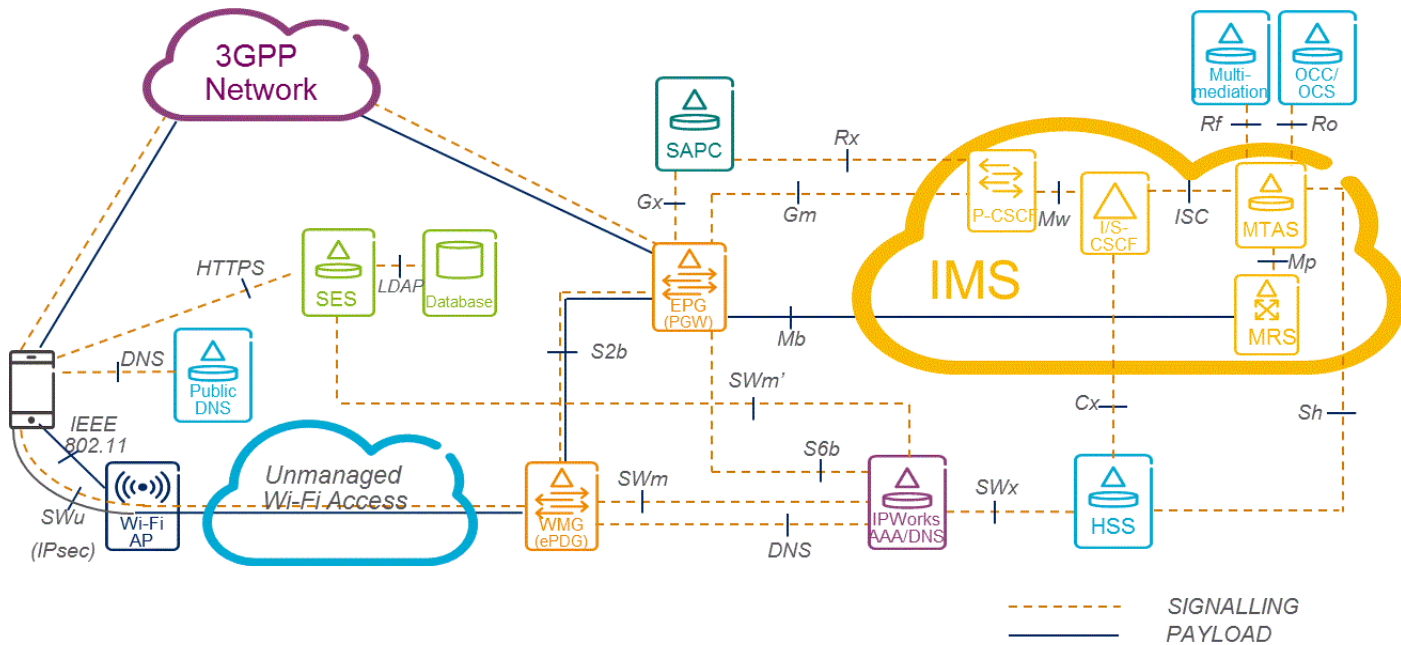 3GPP
Network
Multi-
mediation
OCC/
OCS
Rf
Ro
SAPC
Rx
Gx
Gm
P-CSCF
Mw
I/S-
CSCF
ISC
MTAS
Mp
MRS
IMS
HTTPS
SES
LDAP
Database
EPG
(PGW)
Mb
S2b
DNS
Public
DNS
SWm’
Cx
Sh
IEEE
802.11
Unmanaged
Wi-Fi Access
SWu
(IPsec)
Wi-Fi
AP
WMG
(ePDG)
SWm
S6b
DNS
IPWorks
AAA/DNS
SWx
HSS
SIGNALLING
PAYLOAD